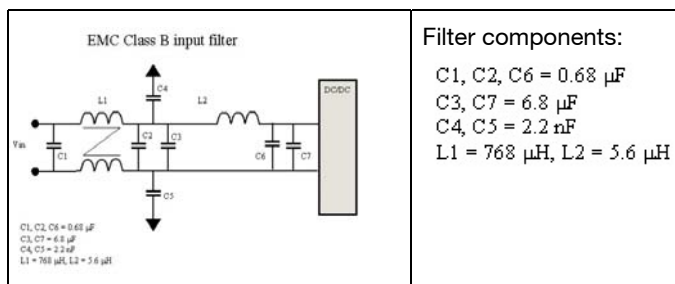 EMC Class B input filter
L1
C4
L2
DC/DC
Vin
C1
C2
C3
C6
C7
C5
C1, C2, C6 = 0.68 µF
C3, C7 = 6.8 µF
C4, C5 = 2.2 nF
L1 = 768 µH, L2 = 5.6 µH
Filter components:
C1, C2, C6 = 0.68 µF
C3, C7 = 6.8 µF
C4, C5 = 2.2 nF
L1 = 768 µH, L2 = 5.6 µH